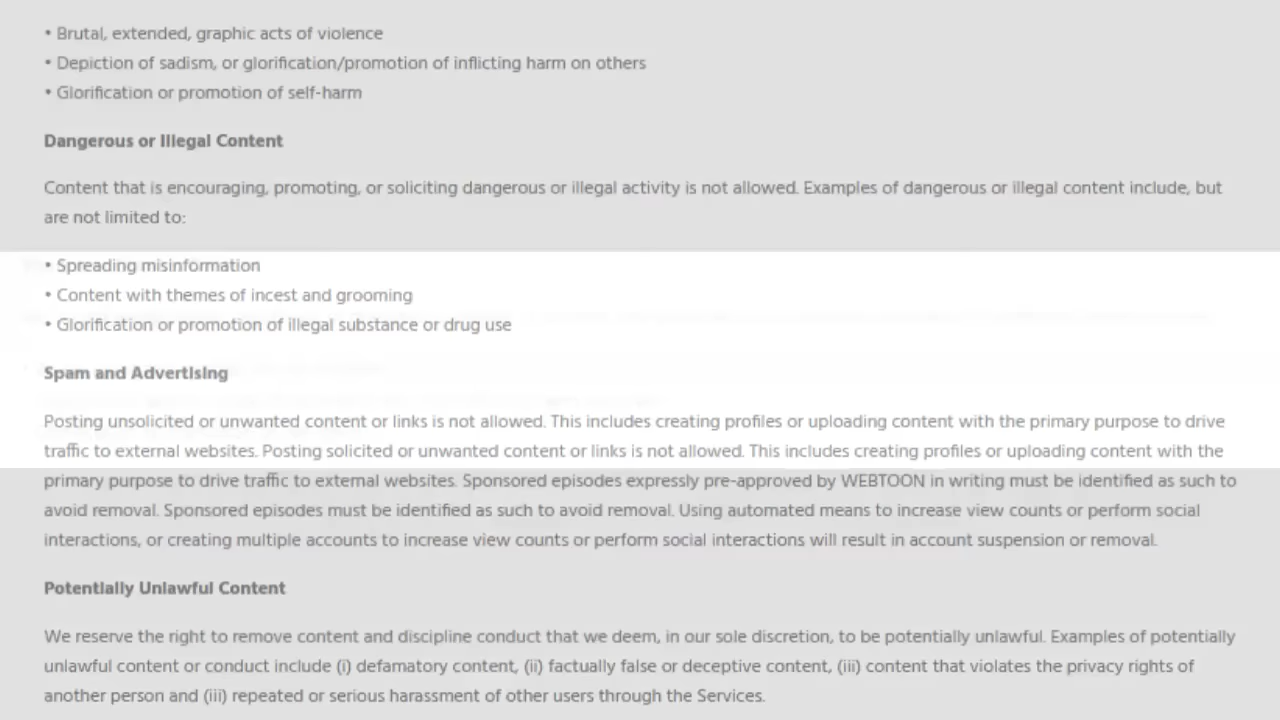 • Brutal, extended, graphic acts of violence
• Depiction of sadism, or glorification/promotion of inflicting harm on others
• Glorification or promotion of self-harm
Dangerous or Illegal Content
Content that is encouraging, promoting, or soliciting dangerous or illegal activity is not allowed. Examples of dangerous or illegal content include, but
are not limited to:
• Spreading misinformation
• Content with themes of incest and grooming
• Glorification or promotion of illegal substance or drug use
Spam and Advertising
Posting unsolicited or unwanted content or links is not allowed. This includes creating profiles or uploading content with the primary purpose to drive
traffic to external websites. Posting solicited or unwanted content or links is not allowed. This includes creating profiles or uploading content with the
primary purpose to drive traffic to external websites. Sponsored episodes expressly pre-approved by WEBTOON in writing must be identified as such to
avoid removal. Sponsored episodes must be identified as such to avoid removal. Using automated means to increase view counts or perform social
interactions, or creating multiple accounts to increase view counts or perform social interactions will result in account suspension or removal.
Potentially Unlawful Content
We reserve the right to remove content and discipline conduct that we deem, in our sole discretion, to be potentially unlawful. Examples of potentially
unlawful content or conduct include (i) defamatory content, (ii) factually false or deceptive content, (iii) content that violates the privacy rights of
another person and (iii) repeated or serious harassment of other users through the Services.